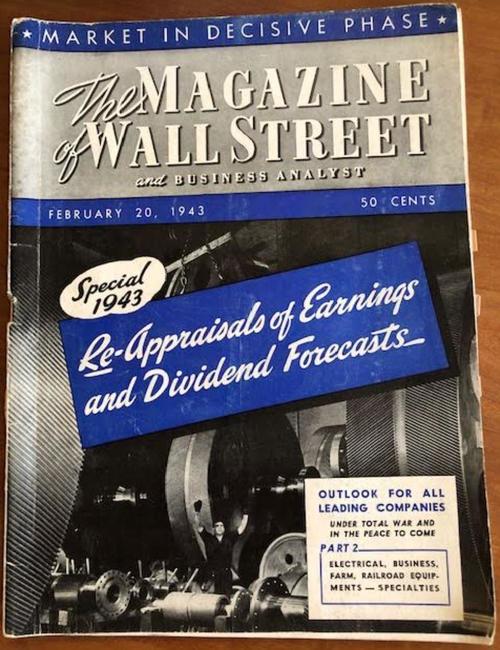 ★ MARKET IN DECISIVE PHASE ★
The MAGAZINE
of WALL STREET
and BUSINESS ANALYST
FEBRUARY 20, 1943 50 CENTS
Special
1943
Re-Appraisals of Earnings
and Dividend Forecasts
OUTLOOK FOR ALL
LEADING COMPANIES
UNDER TOTAL WAR AND
IN THE PEACE TO COME
PART 2
ELECTRICAL, BUSINESS,
FARM, RAILROAD EQUIP-
MENTS — SPECIALTIES